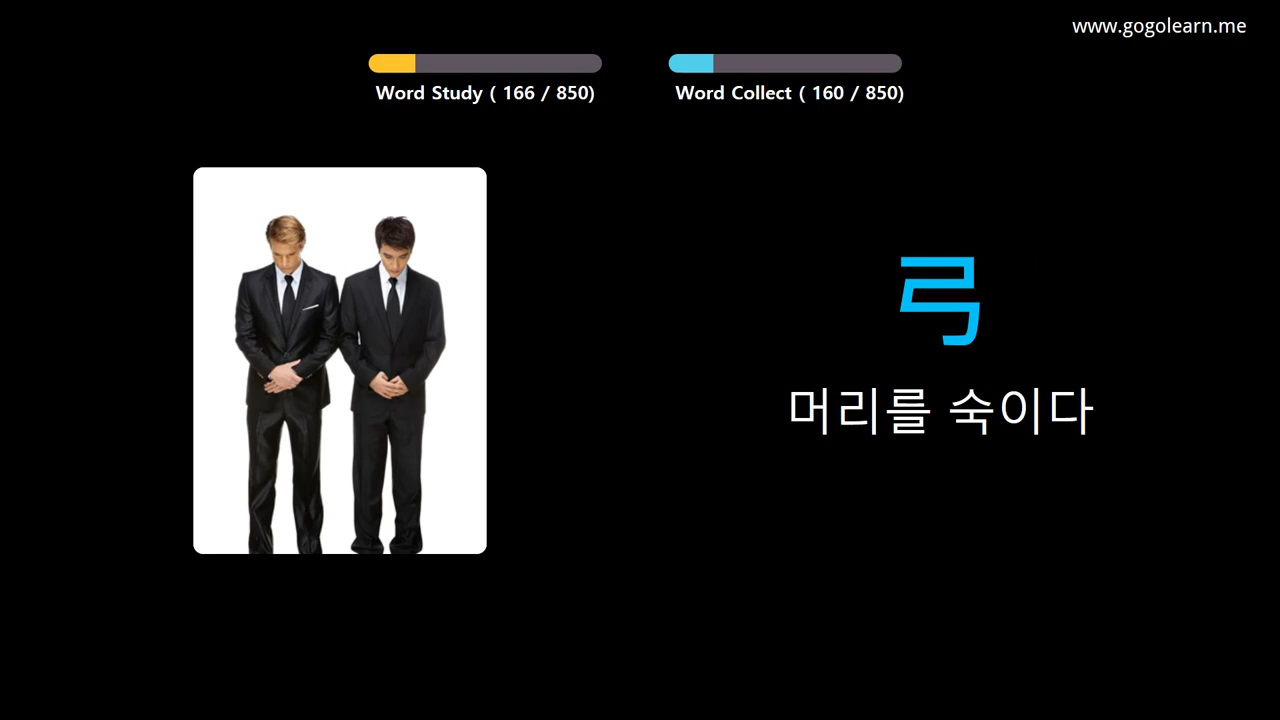 www.gogolearn.me
Word Study ( 166 / 850)
Word Collect ( 160 / 850)
弓
머리를 숙이다